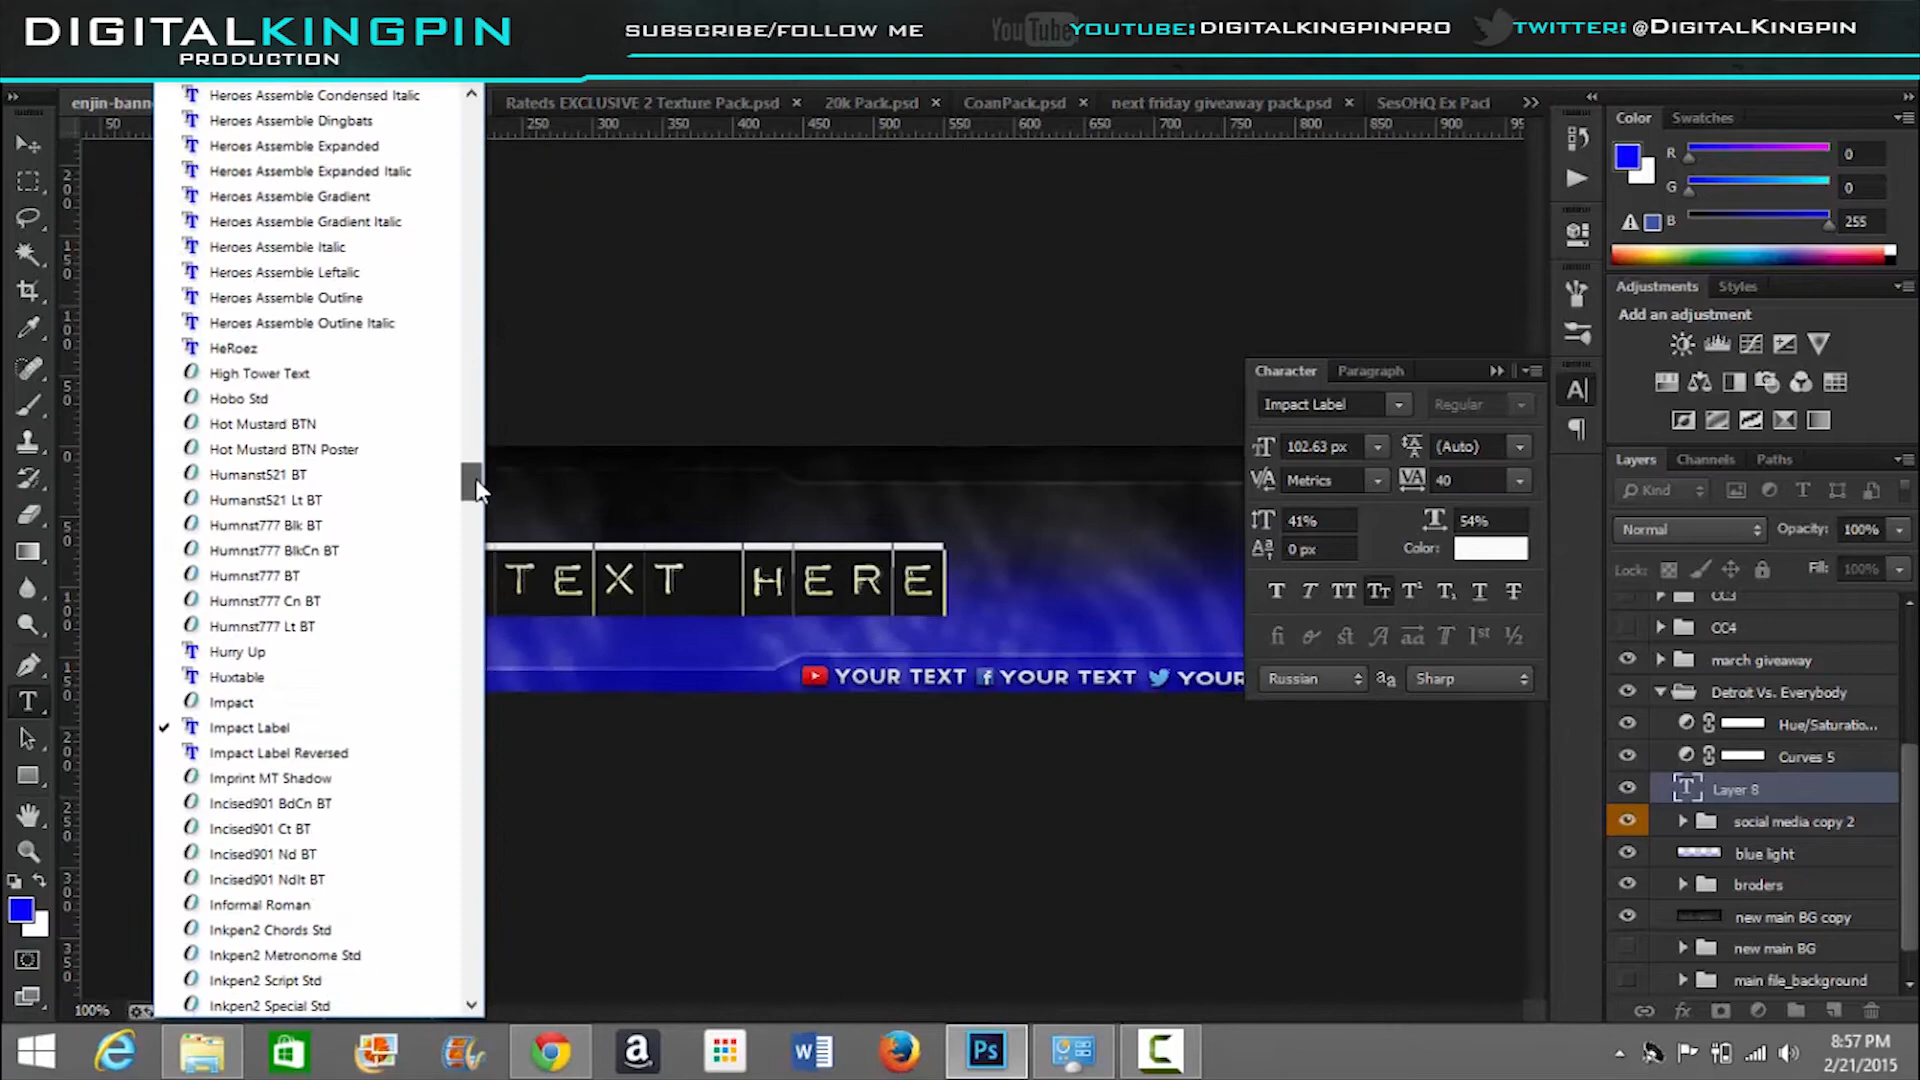 DIGITALKINGPIN
PRODUCTION
SUBSCRIBE/FOLLOW ME
YouTube
YOUTUBE: DIGITALKINGPINPRO
TWITTER: @DIGITALKINGPIN
enjin-bann
Rateds EXCLUSIVE 2 Texture Pack.psd ×
20k Pack.psd ×
CoanPack.psd ×
next friday giveaway pack.psd ×
SesOHQ Ex Pacl
50
250 300 350 400 450 500 550 600 650 700 750 800 850 900 95
Heroes Assemble Condensed Italic
Heroes Assemble Dingbats
Heroes Assemble Expanded
Heroes Assemble Expanded Italic
Heroes Assemble Gradient
Heroes Assemble Gradient Italic
Heroes Assemble Italic
Heroes Assemble Leftalic
Heroes Assemble Outline
Heroes Assemble Outline Italic
HeRoez
High Tower Text
Hobo Std
Hot Mustard BTN
Hot Mustard BTN Poster
Humanst521 BT
Humanst521 Lt BT
Humnst777 Blk BT
Humnst777 BlkCn BT
Humnst777 BT
Humnst777 Cn BT
Humnst777 Lt BT
Hurry Up
Huxtable
Impact
Impact Label
Impact Label Reversed
Imprint MT Shadow
Incised901 BdCn BT
Incised901 Ct BT
Incised901 Nd BT
Incised901 NdIt BT
Informal Roman
Inkpen2 Chords Std
Inkpen2 Metronome Std
Inkpen2 Script Std
Inkpen2 Special Std
100%
TEXT HERE
YOUR TEXT
YOUR TEXT
YOUR
Character
Paragraph
Impact Label
Regular
102.63 px
(Auto)
Metrics
40
41%
54%
0 px
Color:
Russian
Sharp
Color
Swatches
R 0
G 0
B 255
Adjustments
Styles
Add an adjustment
Layers
Channels
Paths
Kind
Normal
Opacity: 100%
Lock:
Fill: 100%
CC3
CC4
march giveaway
Detroit Vs. Everybody
Hue/Saturatio...
Curves 5
Layer 8
social media copy 2
blue light
broders
new main BG copy
new main BG
main file_background
8:57 PM
2/21/2015